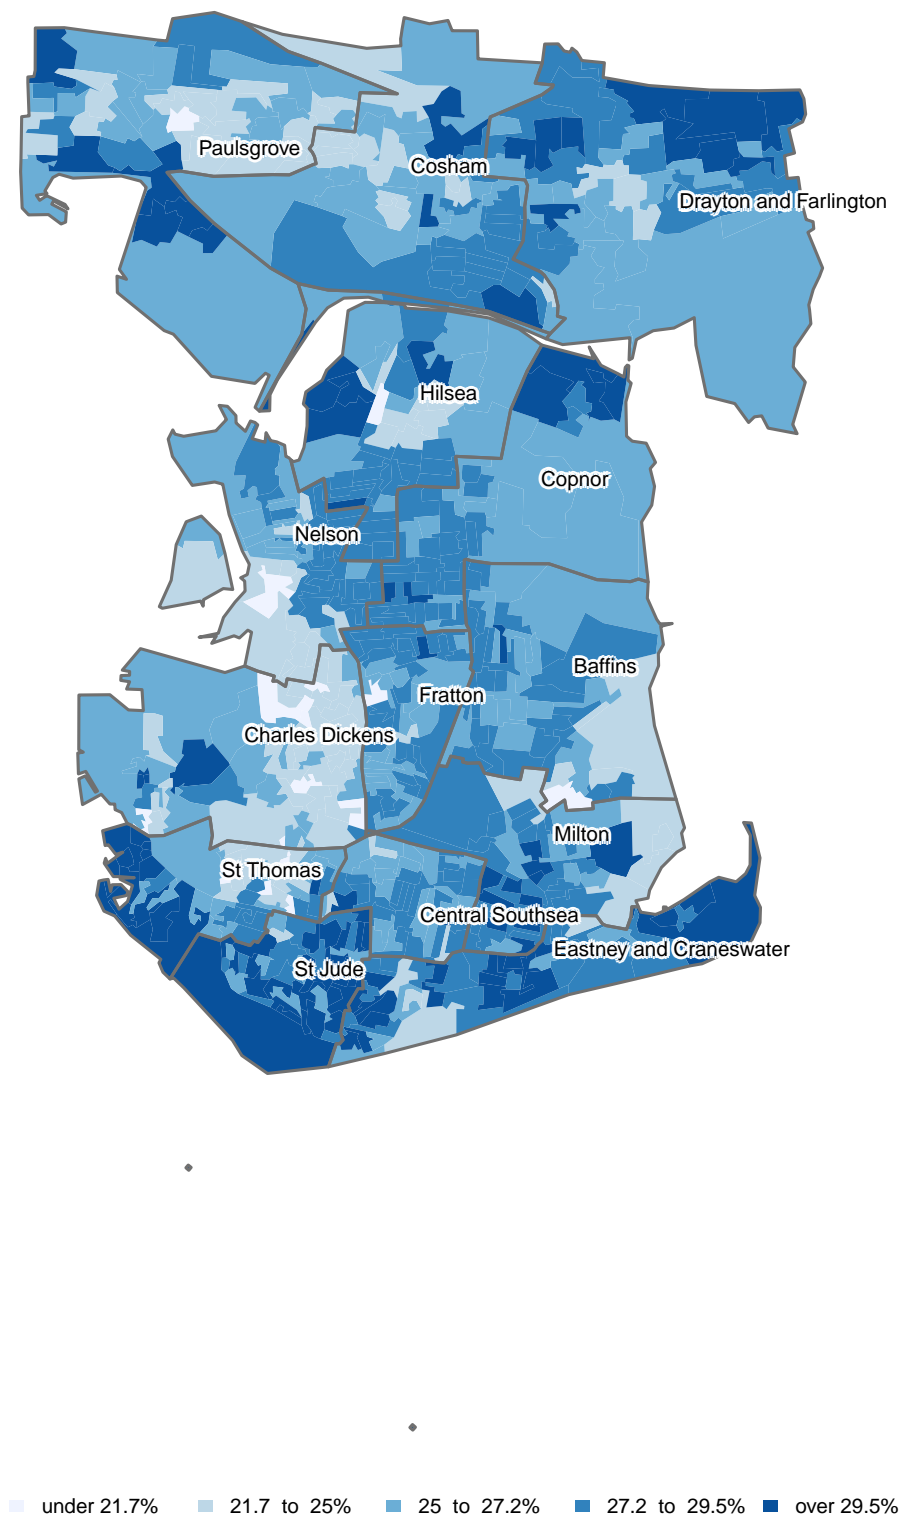 Paulsgrove
Cosham
Drayton and Farlington
Hilsea
Copnor
Nelson
Baffins
Fratton
Charles Dickens
Milton
St Thomas
Central Southsea
Eastney and Craneswater
St Jude
under 21.7% 21.7 to 25% 25 to 27.2% 27.2 to 29.5% over 29.5%